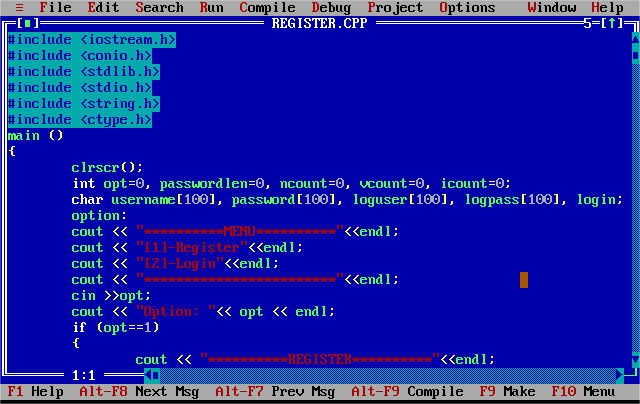 ≡ File Edit Search Run Compile Debug Project Options Window Help
[■] REGISTER.CPP 5=[↑]
#include <iostream.h>
#include <conio.h>
#include <stdlib.h>
#include <stdio.h>
#include <string.h>
#include <ctype.h>
main ()
{
clrscr();
int opt=0, passwordlen=0, ncount=0, vcount=0, icount=0;
char username[100], password[100], loguser[100], logpass[100], login;
option:
cout << "**********MENU**********"<<endl;
cout << "[1]-Register"<<endl;
cout << "[2]-Login"<<endl;
cout << "************************"<<endl;
cin >>opt;
cout << "Option: "<< opt << endl;
if (opt==1)
{
cout << "**********REGISTER**********"<<endl;
1:1
F1 Help Alt-F8 Next Msg Alt-F7 Prev Msg Alt-F9 Compile F9 Make F10 Menu